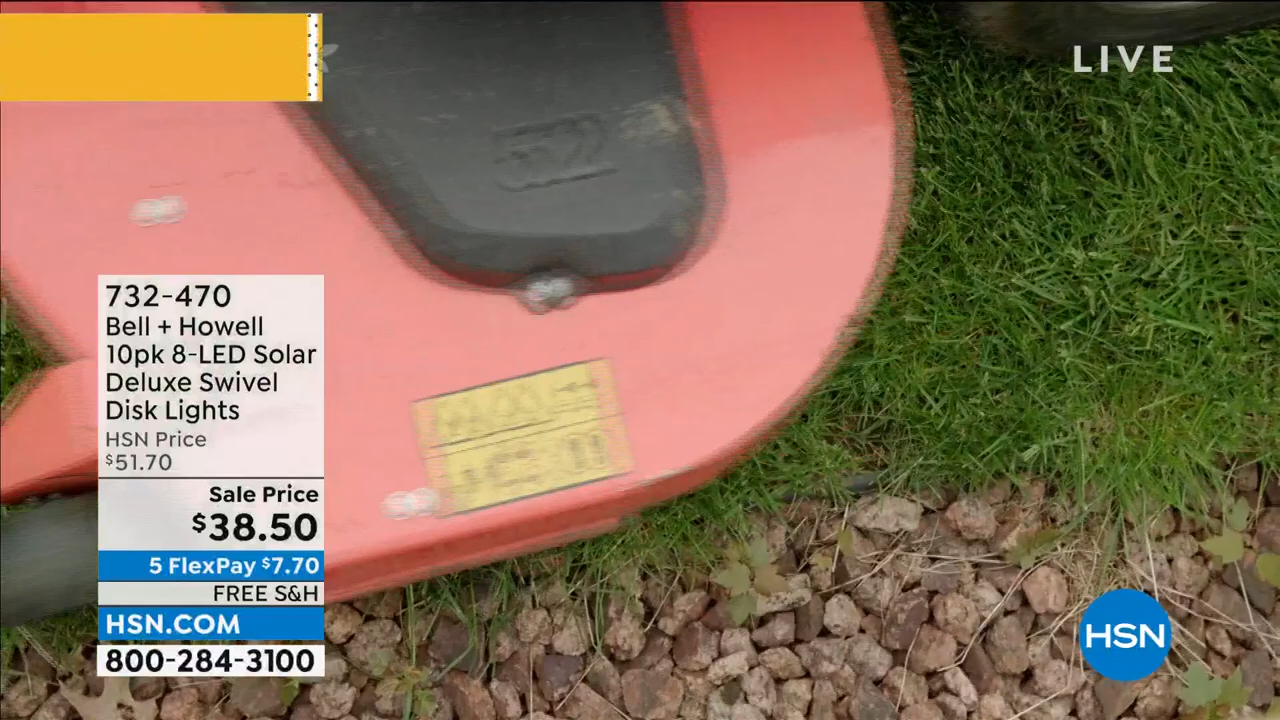 LIVE
732-470
Bell + Howell
10pk 8-LED Solar
Deluxe Swivel
Disk Lights
HSN Price
$51.70
Sale Price
$38.50
5 FlexPay $7.70
FREE S&H
HSN.COM
800-284-3100
HSN